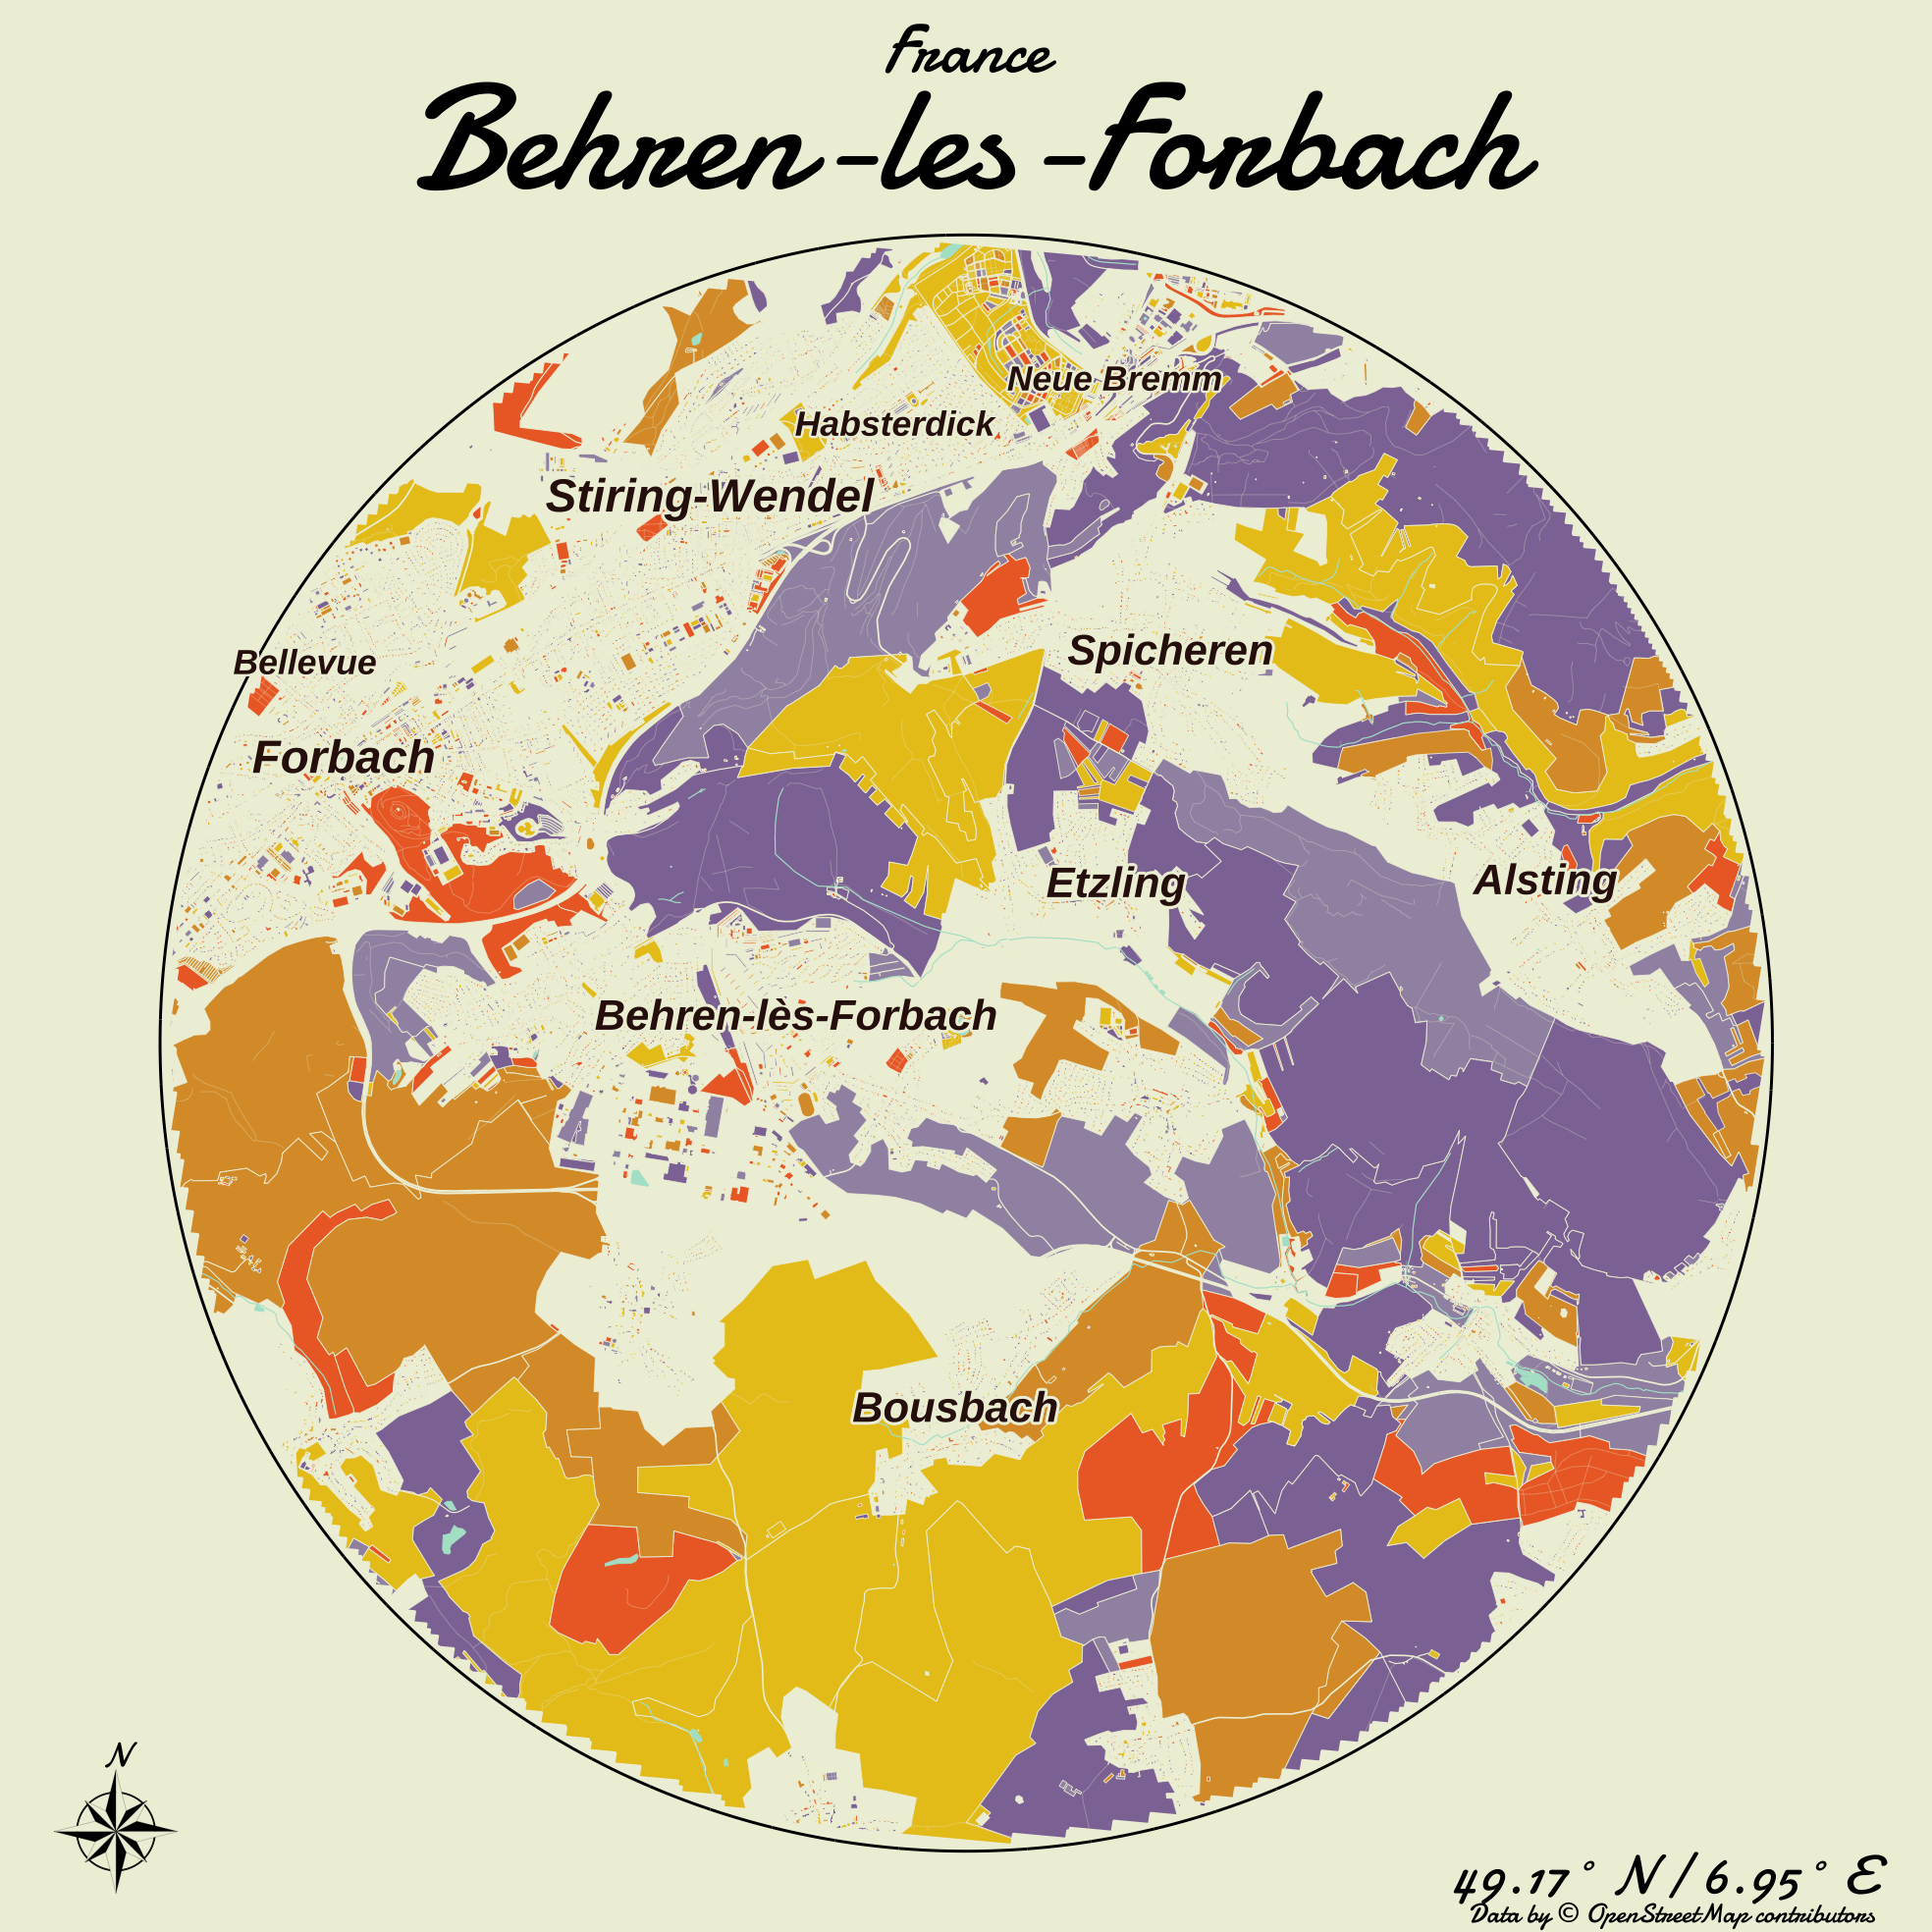 France
Behren-les-Forbach
Neue Bremm
Habsterdick
Stiring-Wendel
Spicheren
Bellevue
Forbach
Etzling
Alsting
Behren-lès-Forbach
Bousbach
N
49.17° N / 6.95° E
Data by © OpenStreetMap contributors